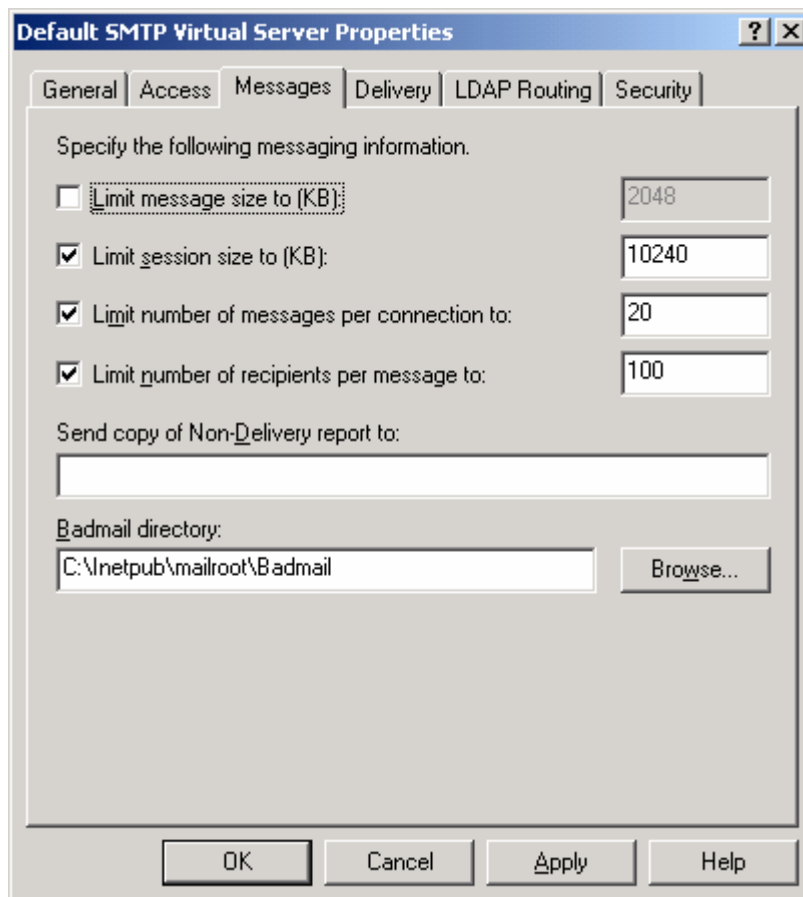 Default SMTP Virtual Server Properties
General Access Messages Delivery LDAP Routing Security
Specify the following messaging information.
Limit message size to (KB): 2048
Limit session size to (KB): 10240
Limit number of messages per connection to: 20
Limit number of recipients per message to: 100
Send copy of Non-Delivery report to:
Badmail directory:
C:\Inetpub\mailroot\Badmail Browse...
OK Cancel Apply Help